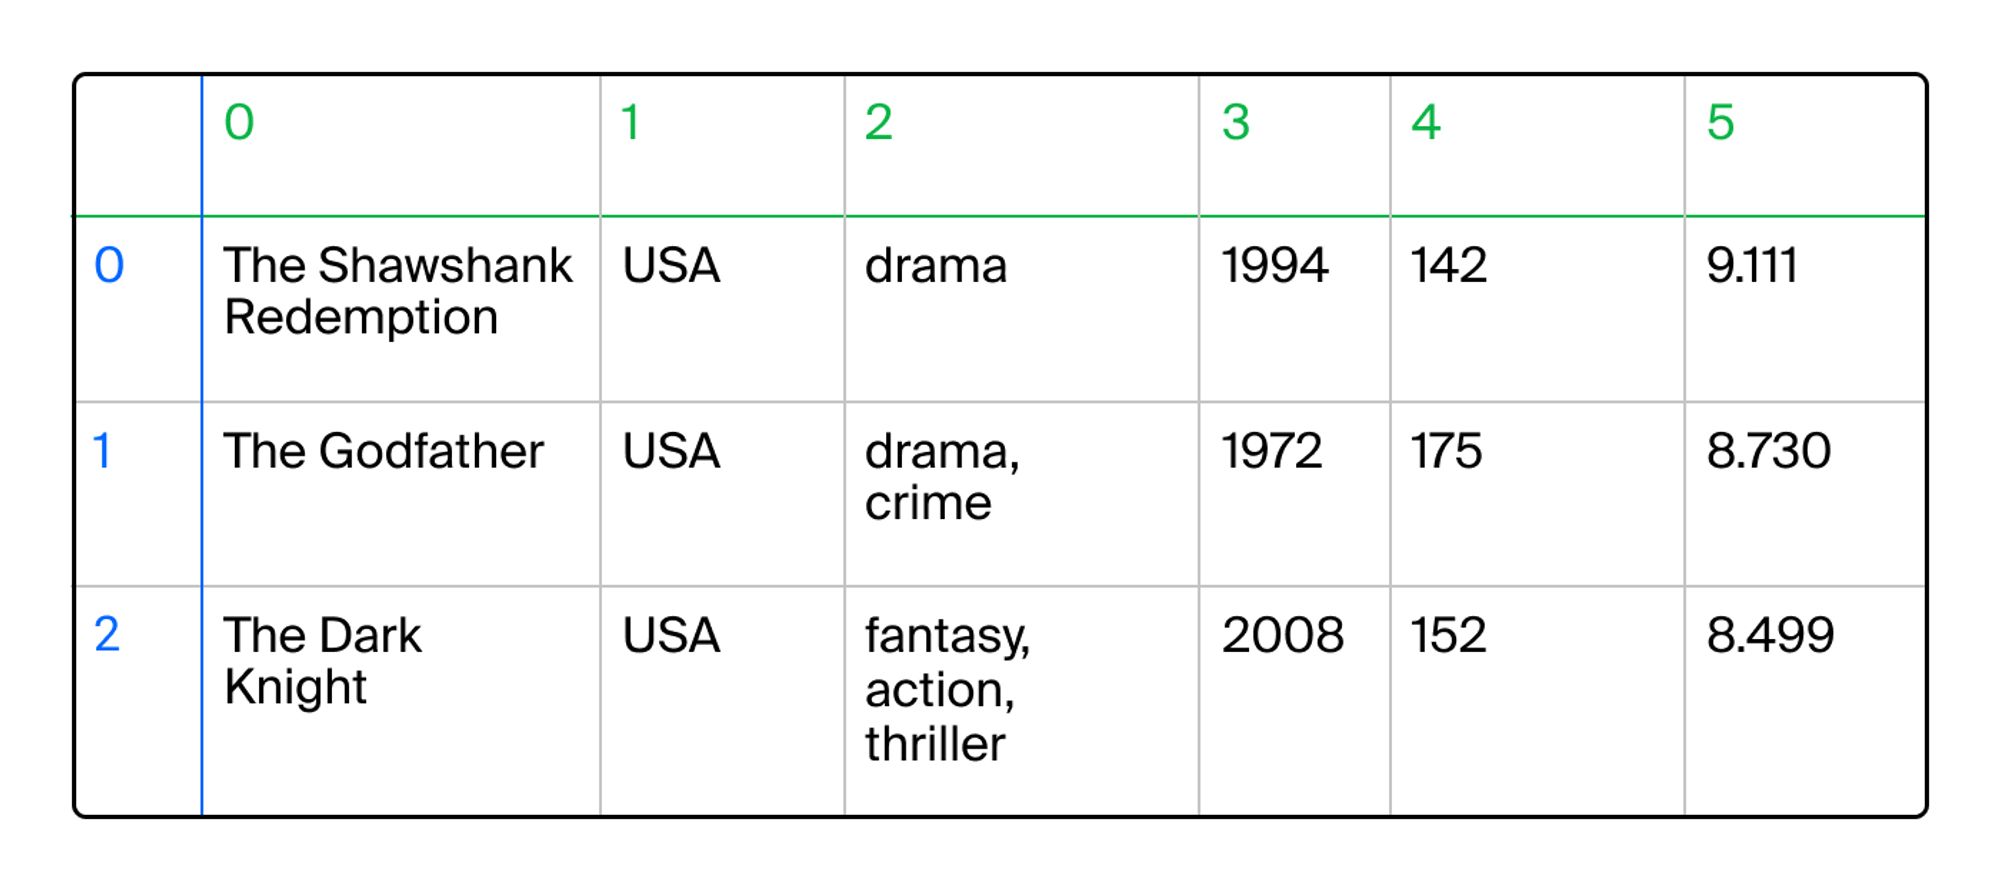 0 1 2 3 4 5
0 The Shawshank USA drama 1994 142 9.111
Redemption
1 The Godfather USA drama, 1972 175 8.730
crime
2 The Dark USA fantasy, 2008 152 8.499
Knight action,
thriller